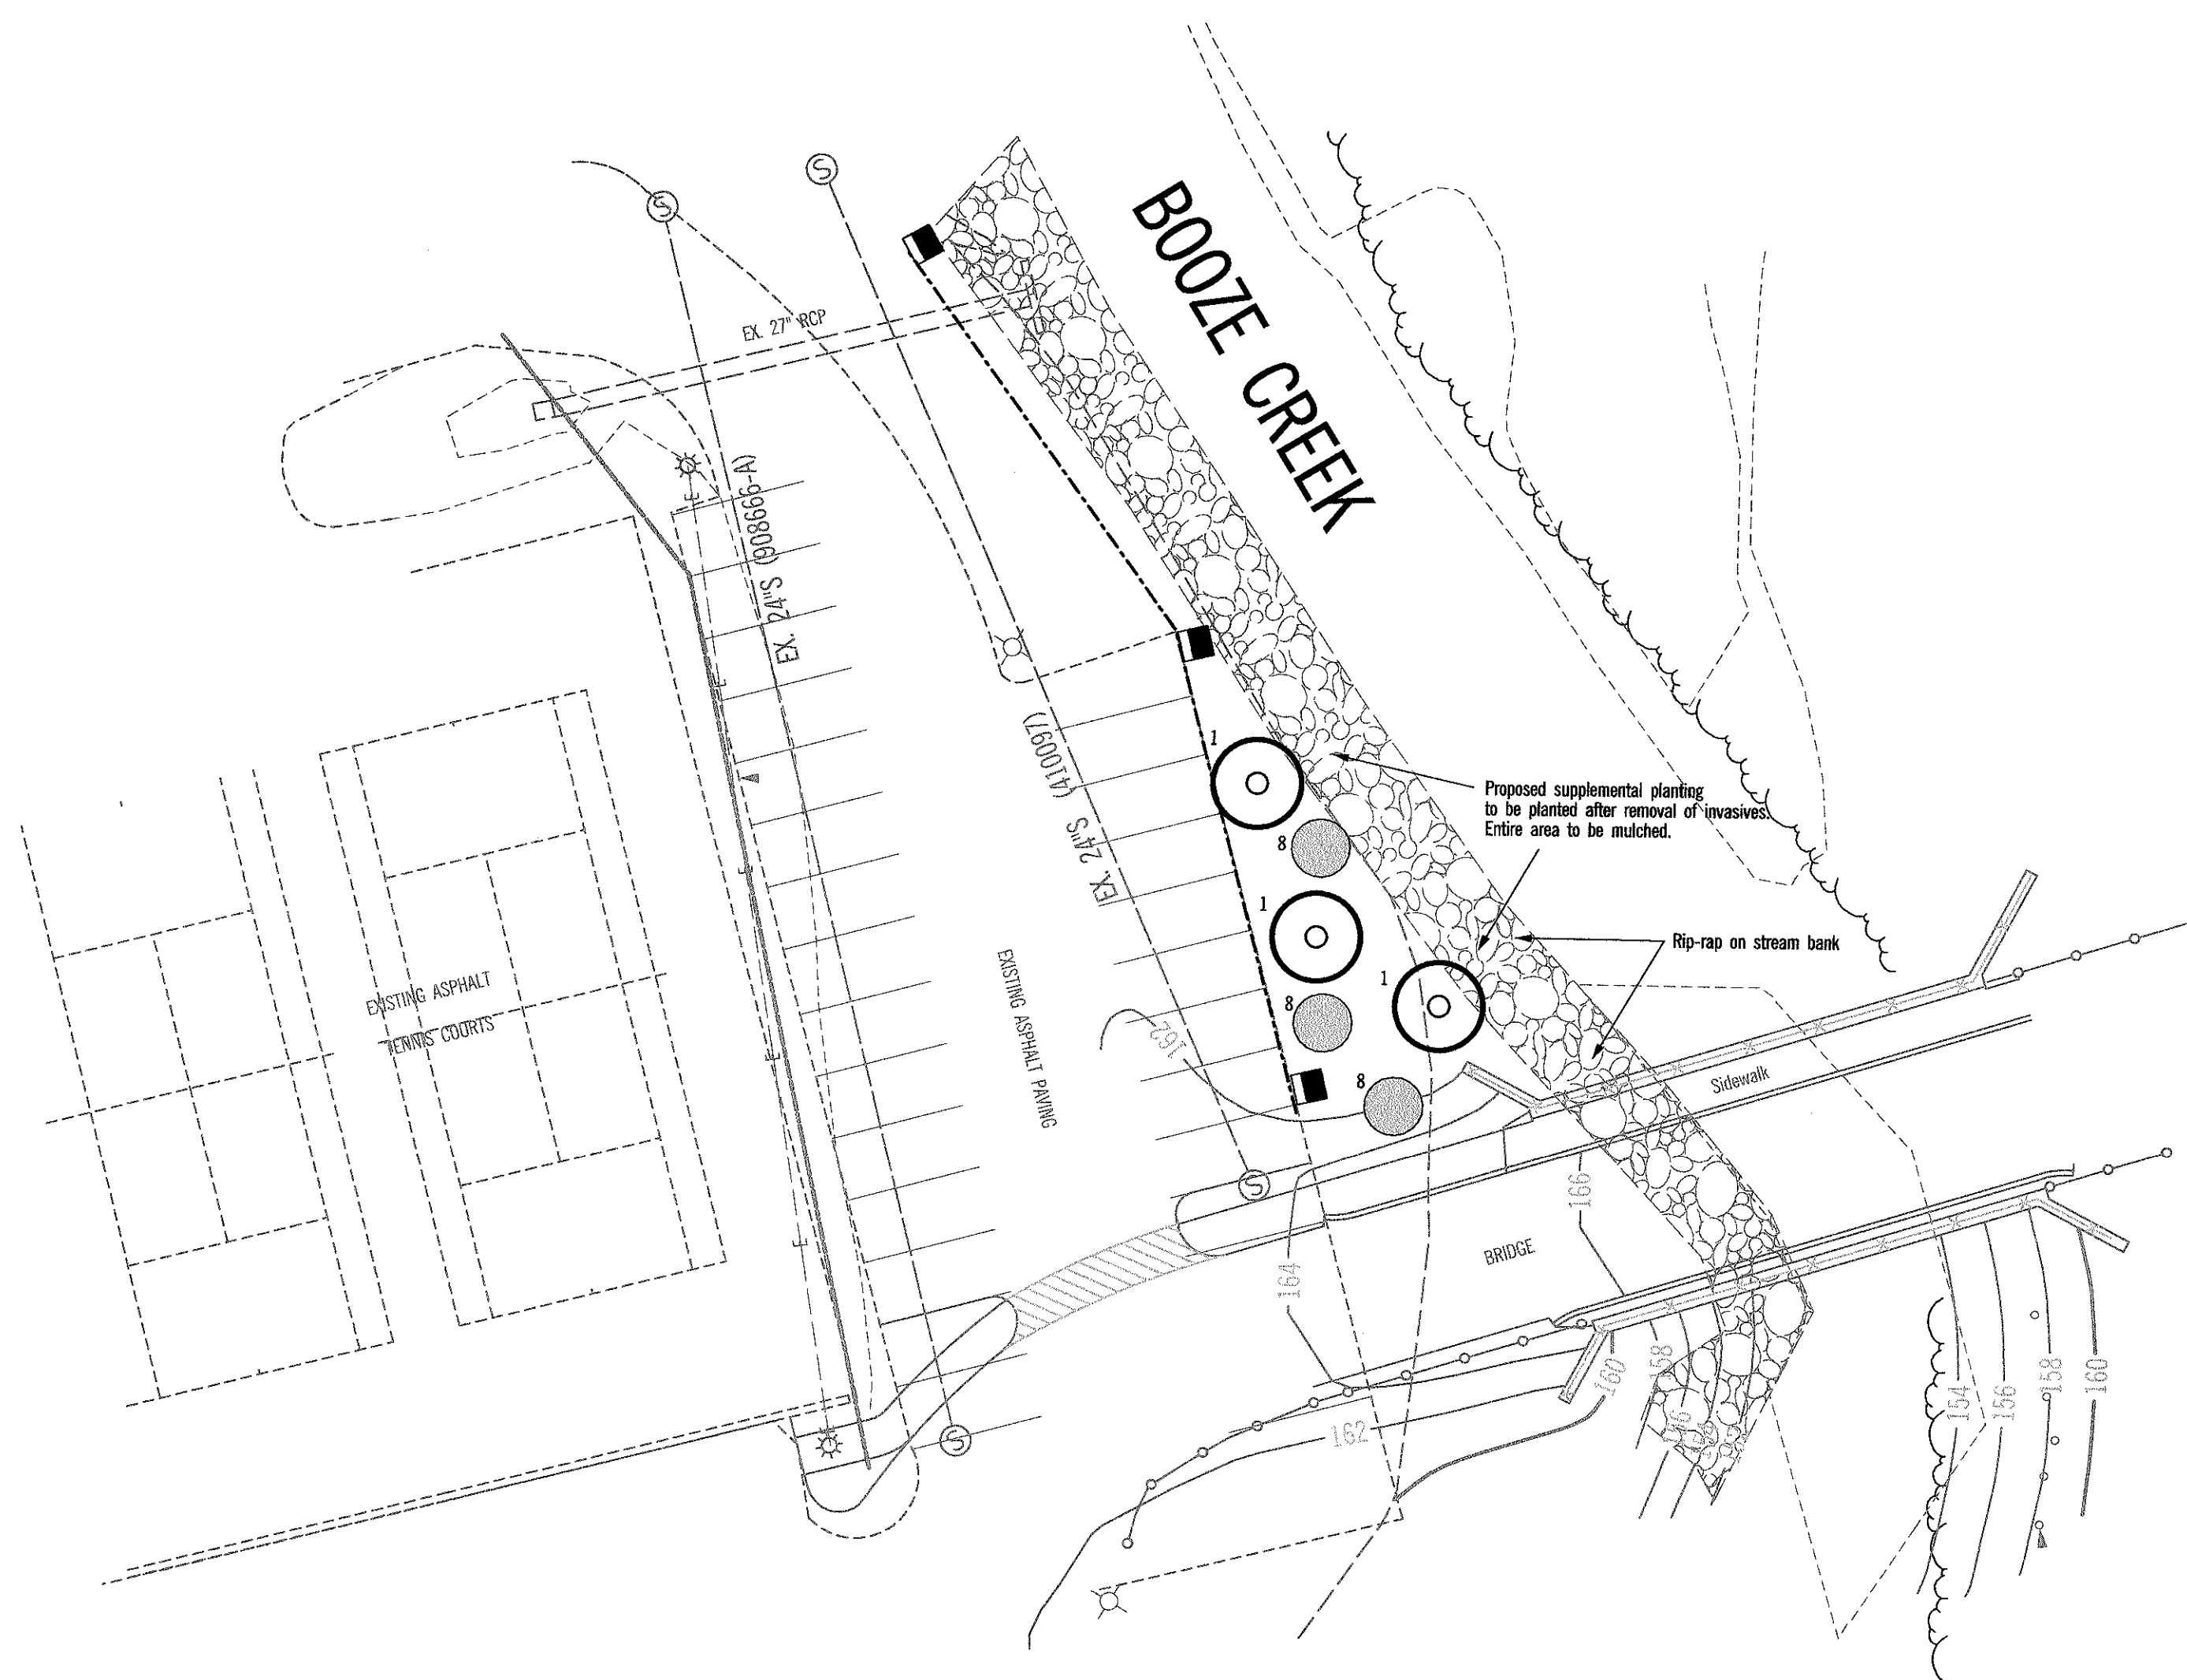 BOOZE CREEK
S
S
EX. 27" RCP
EX. 24"S (908666-A)
EX. 24"S (410097)
1
8
1
8
1
8
Proposed supplemental planting
to be planted after removal of invasives.
Entire area to be mulched.
Rip-rap on stream bank
EXISTING ASPHALT
TENNIS COURTS
EXISTING ASPHALT PAVING
162
Sidewalk
S
166
BRIDGE
164
162
160
158
154
156
158
160
S